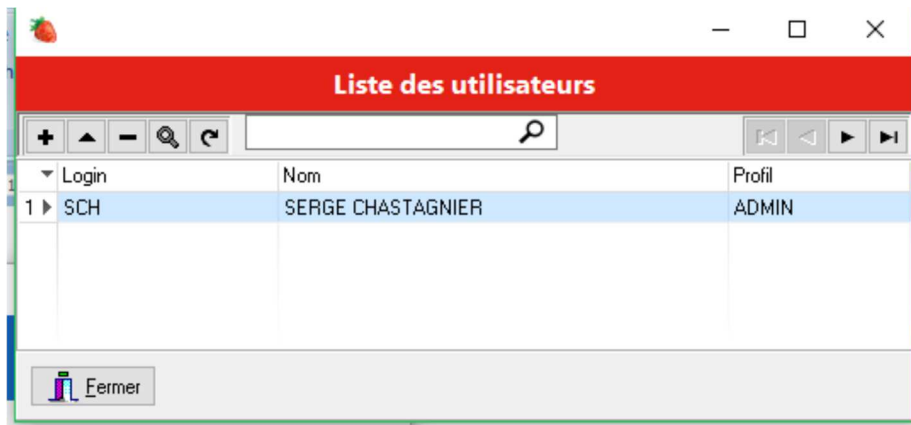 Liste des utilisateurs
Login Nom Profil
1 SCH SERGE CHASTAGNIER ADMIN
Fermer